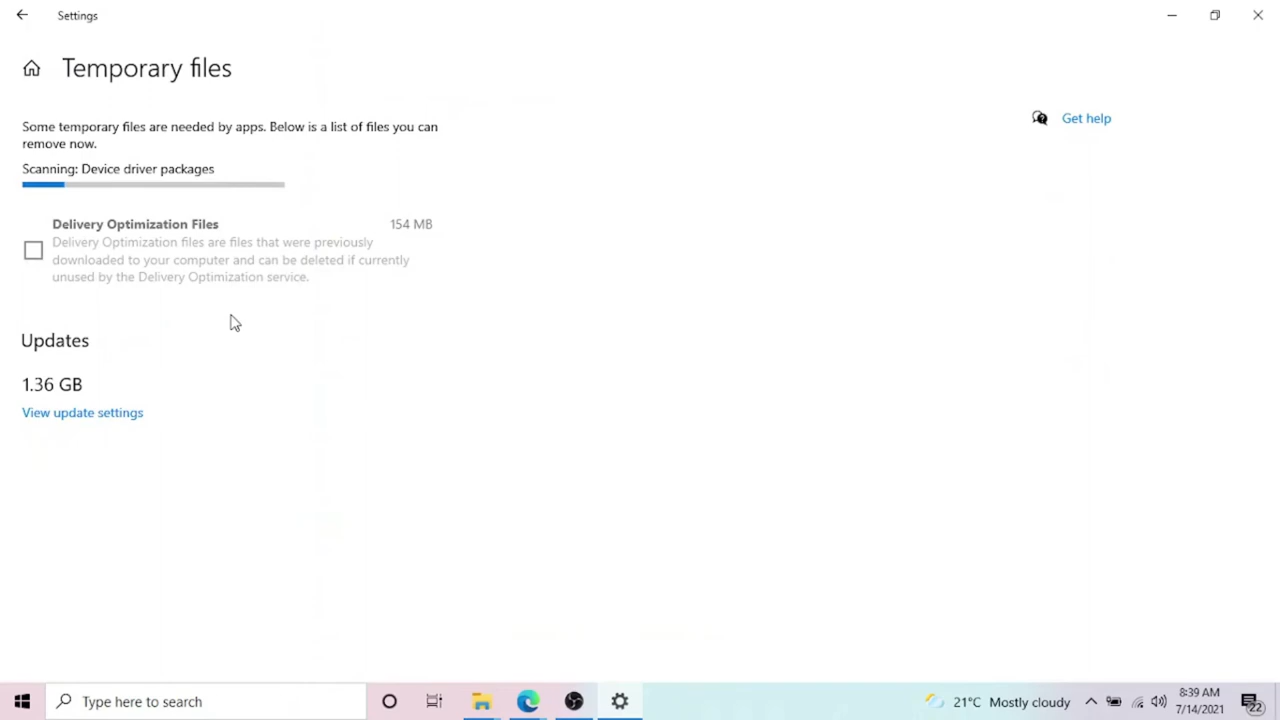 Settings
Temporary files
Some temporary files are needed by apps. Below is a list of files you can
remove now.
Get help
Scanning: Device driver packages
Delivery Optimization Files 154 MB
Delivery Optimization files are files that were previously
downloaded to your computer and can be deleted if currently
unused by the Delivery Optimization service.
Updates
1.36 GB
View update settings
Type here to search
21°C Mostly cloudy
8:39 AM
7/14/2021
22